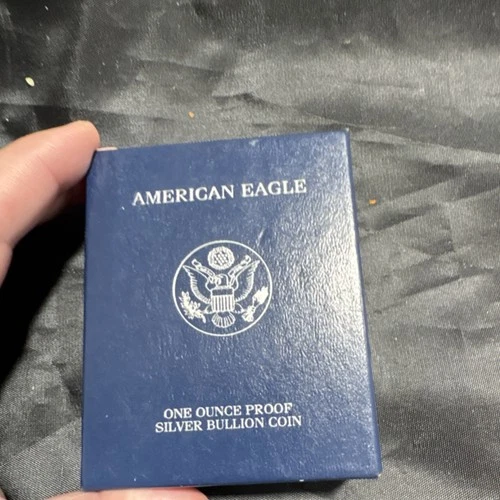 AMERICAN EAGLE
ONE OUNCE PROOF
SILVER BULLION COIN